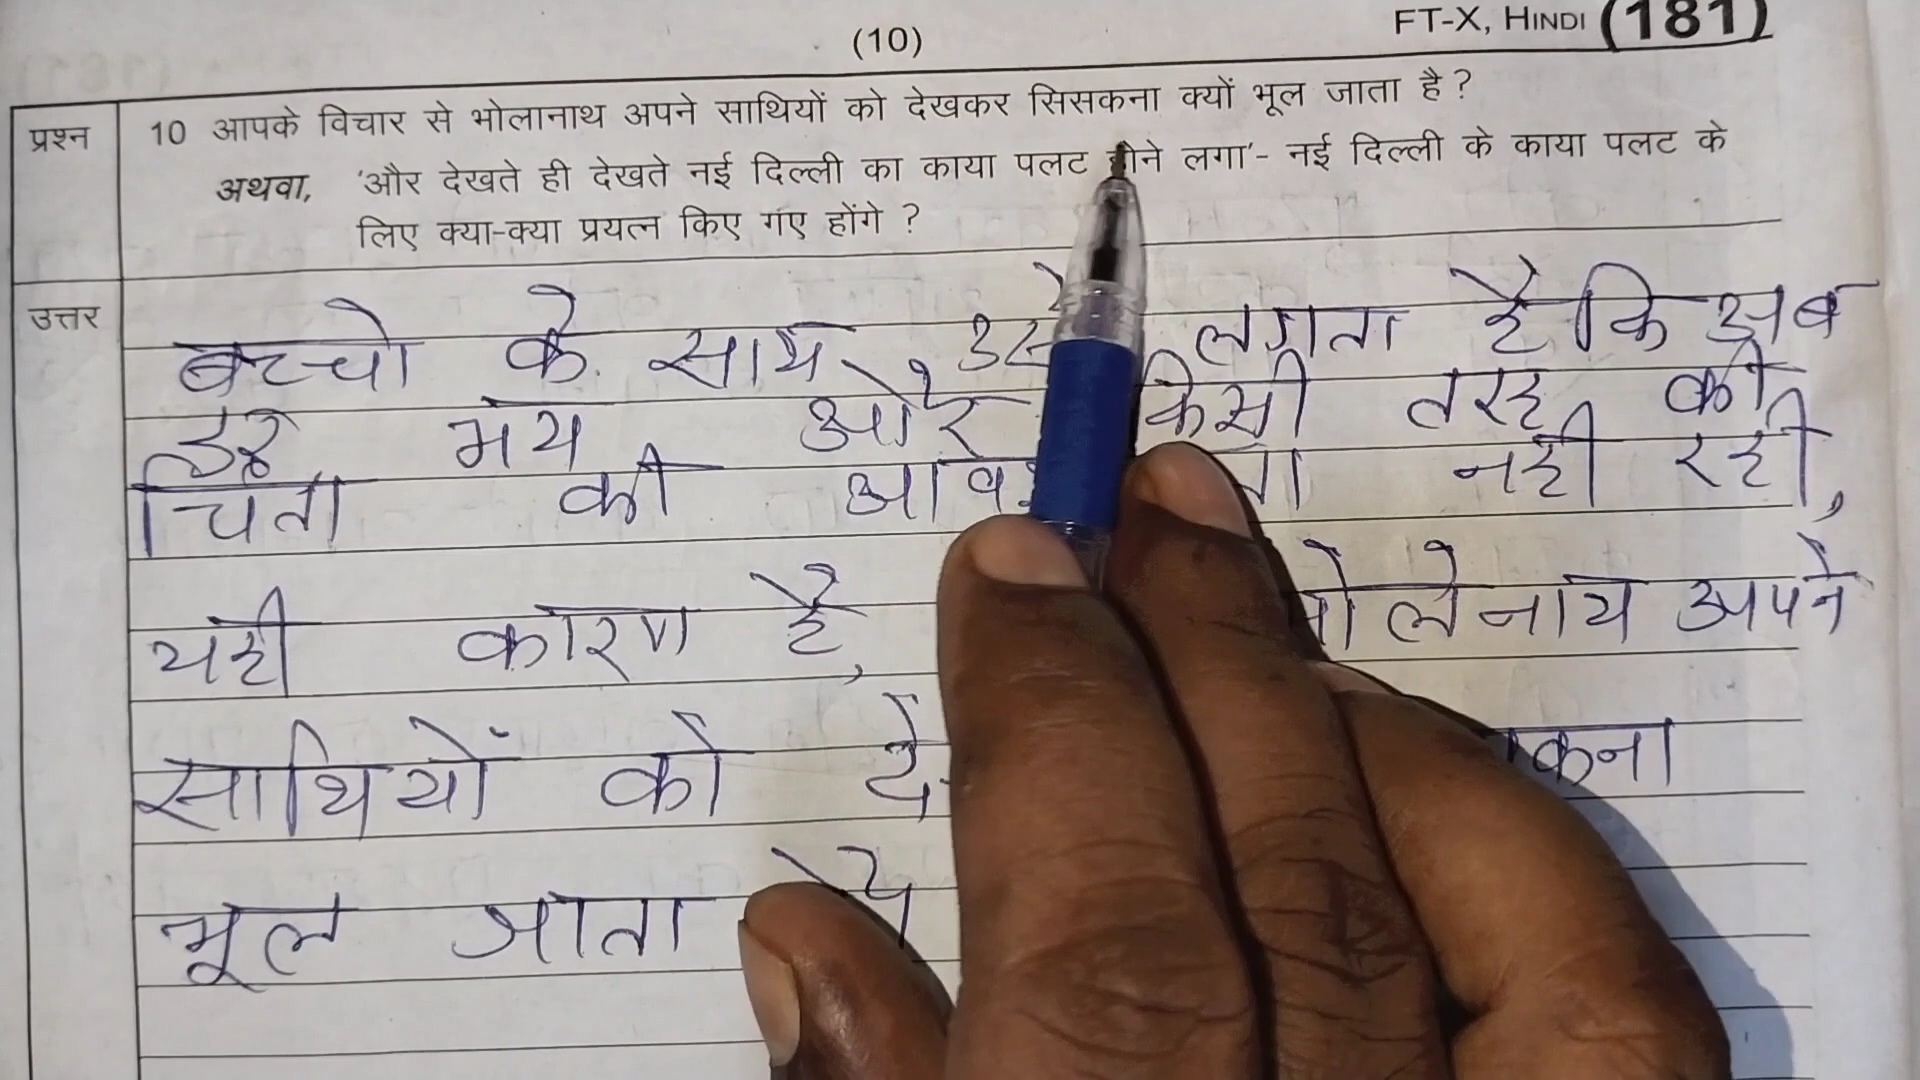 (10)
FT-X, HINDI (181)
प्रश्न
10 आपके विचार से भोलानाथ अपने साथियों को देखकर सिसकना क्यों भूल जाता है ?
अथवा, 'और देखते ही देखते नई दिल्ली का काया पलट होने लगा'- नई दिल्ली के काया पलट के
लिए क्या-क्या प्रयत्न किए गए होंगे ?
उत्तर
बच्चो के साथ उसे लगता है कि अब
डर भय और किसी तरह की
चिंता की नहीं रही,
यही कारण है, अपने
साथियों को
भूल जाता थे